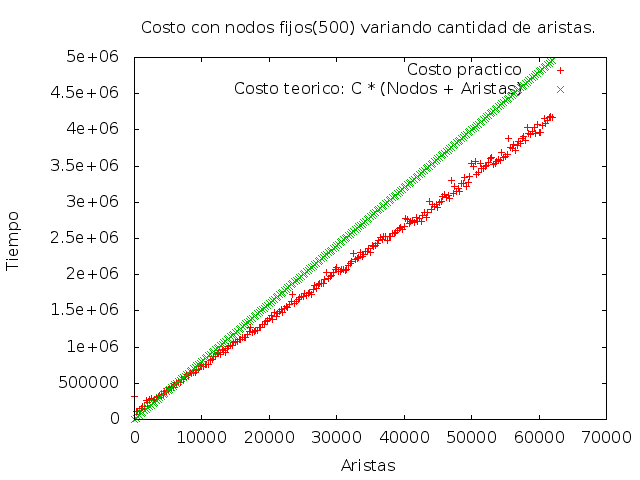 Costo con nodos fijos(500) variando cantidad de aristas.
5e+06
4.5e+06
4e+06
3.5e+06
3e+06
2.5e+06
2e+06
1.5e+06
1e+06
500000
0
Costo practico
Costo teorico: C * (Nodos + Aristas)
Tiempo
0 10000 20000 30000 40000 50000 60000 70000
Aristas